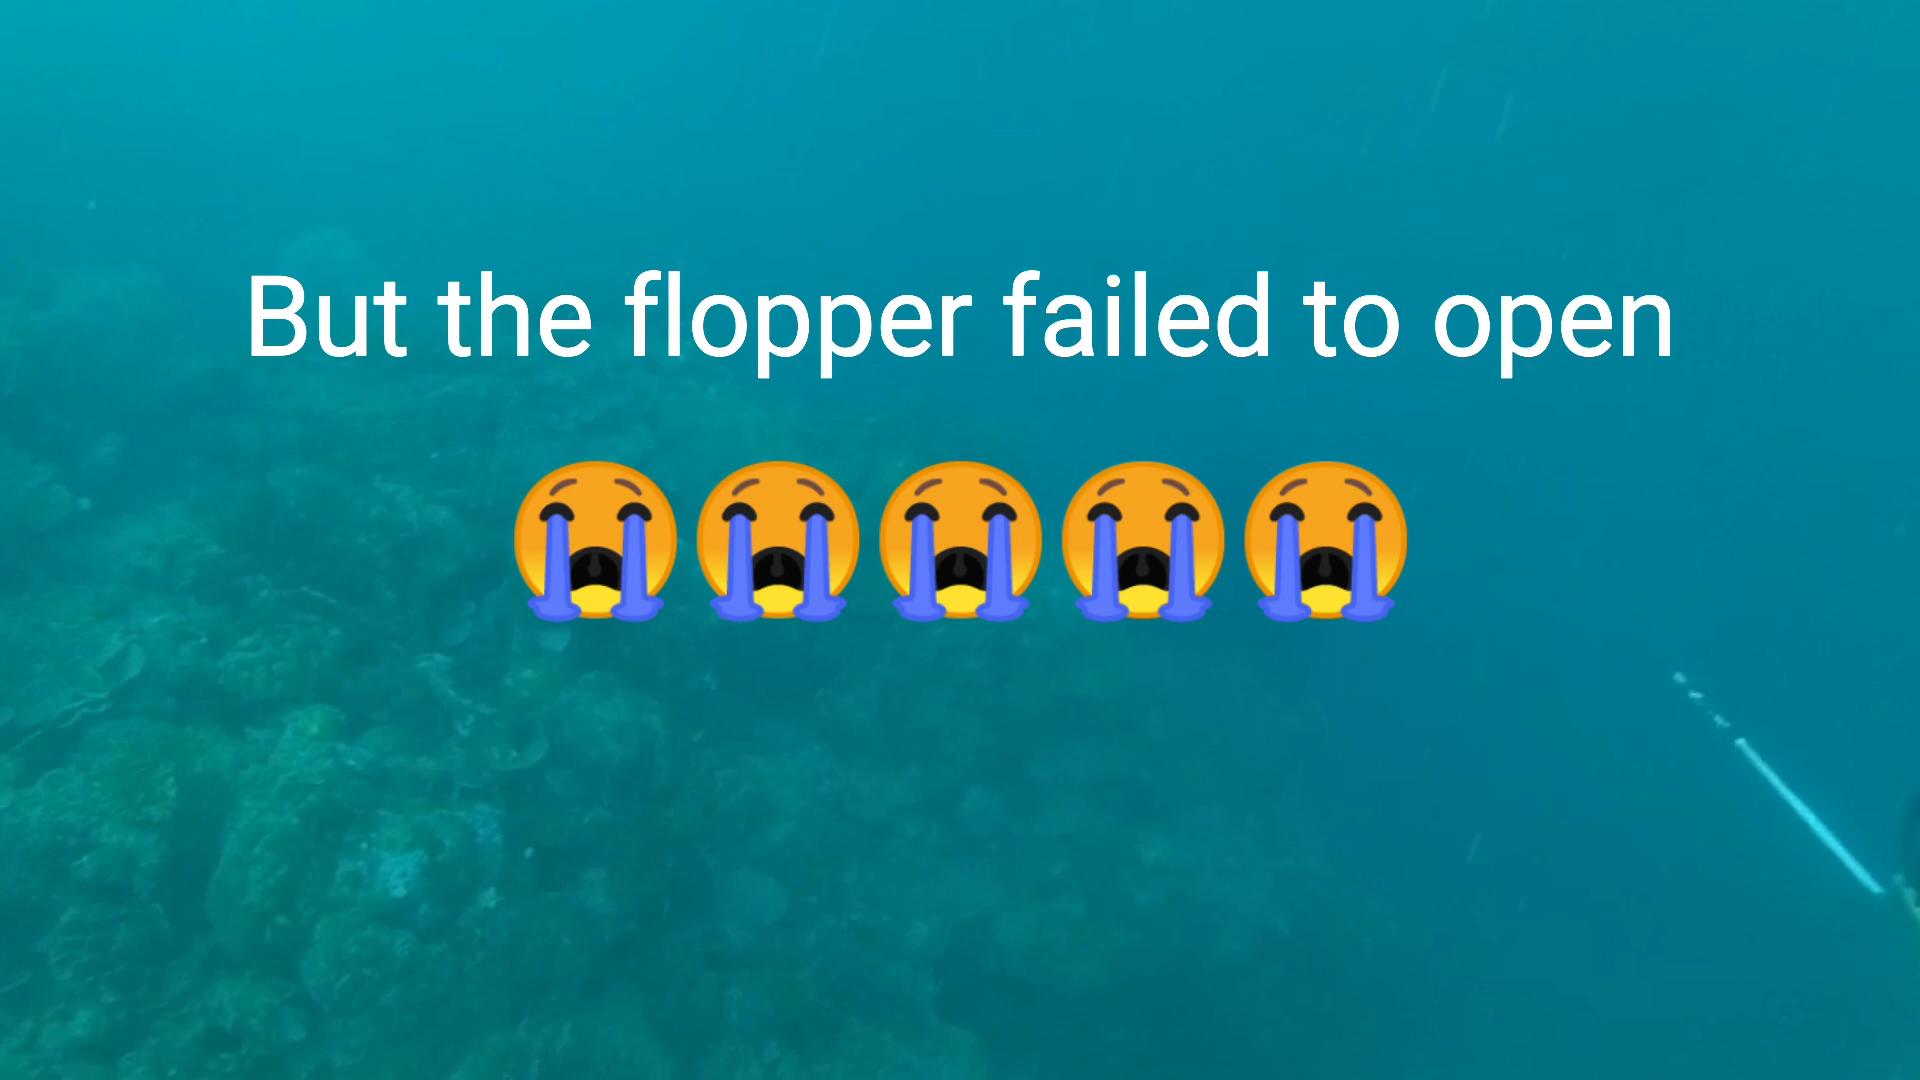 But the flopper failed to open
😭😭😭😭😭